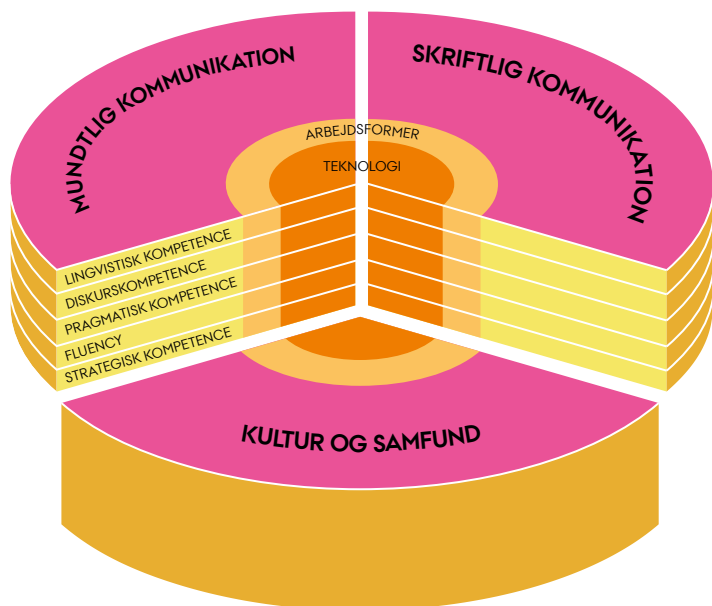 MUNDTLIG KOMMUNIKATION
SKRIFTLIG KOMMUNIKATION
ARBEJDSFORMER
TEKNOLOGI
LINGVISTISK KOMPETENCE
DISKURSKOMPETENCE
PRAGMATISK KOMPETENCE
FLUENCY
STRATEGISK KOMPETENCE
KULTUR OG SAMFUND